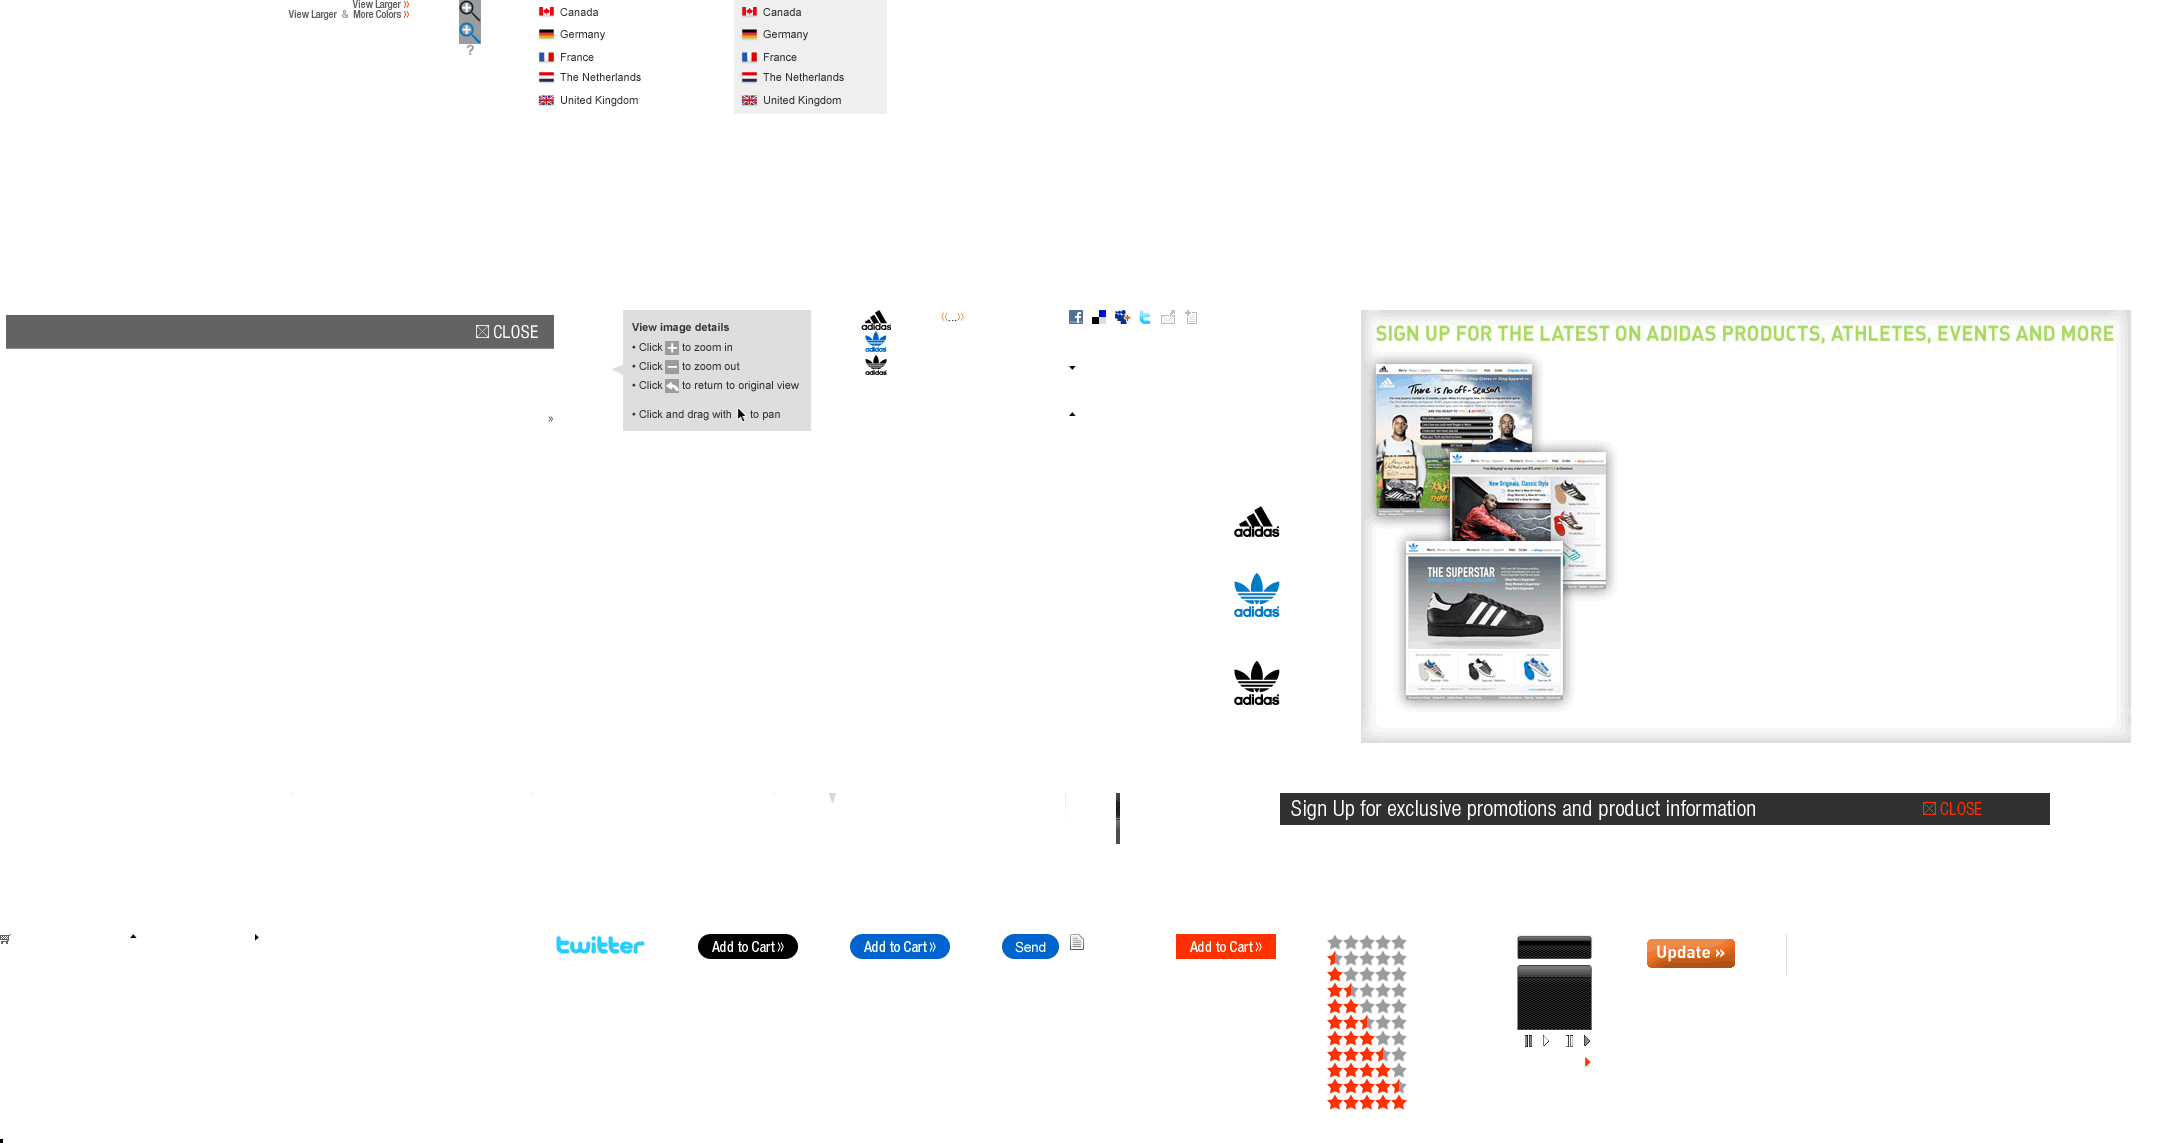 View Larger »
View Larger & More Colors »
?
Canada
Germany
France
The Netherlands
United Kingdom
Canada
Germany
France
The Netherlands
United Kingdom
CLOSE
»
View image details
• Click + to zoom in
• Click − to zoom out
• Click to return to original view
• Click and drag with to pan
adidas
adidas
adidas
«...»
adidas
adidas
adidas
SIGN UP FOR THE LATEST ON ADIDAS PRODUCTS, ATHLETES, EVENTS AND MORE
There is no off-season
New Originals, Classic Style
THE SUPERSTAR
Sign Up for exclusive promotions and product information
CLOSE
twitter
Add to Cart »
Add to Cart »
Send
Add to Cart »
Update »